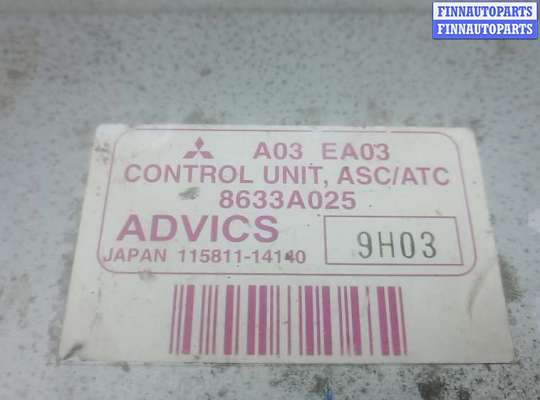 FINNAUTOPARTS
FINNAUTOPARTS
A03 EA03
CONTROL UNIT, ASC/ATC
8633A025
ADVICS
9H03
JAPAN 115811-14140